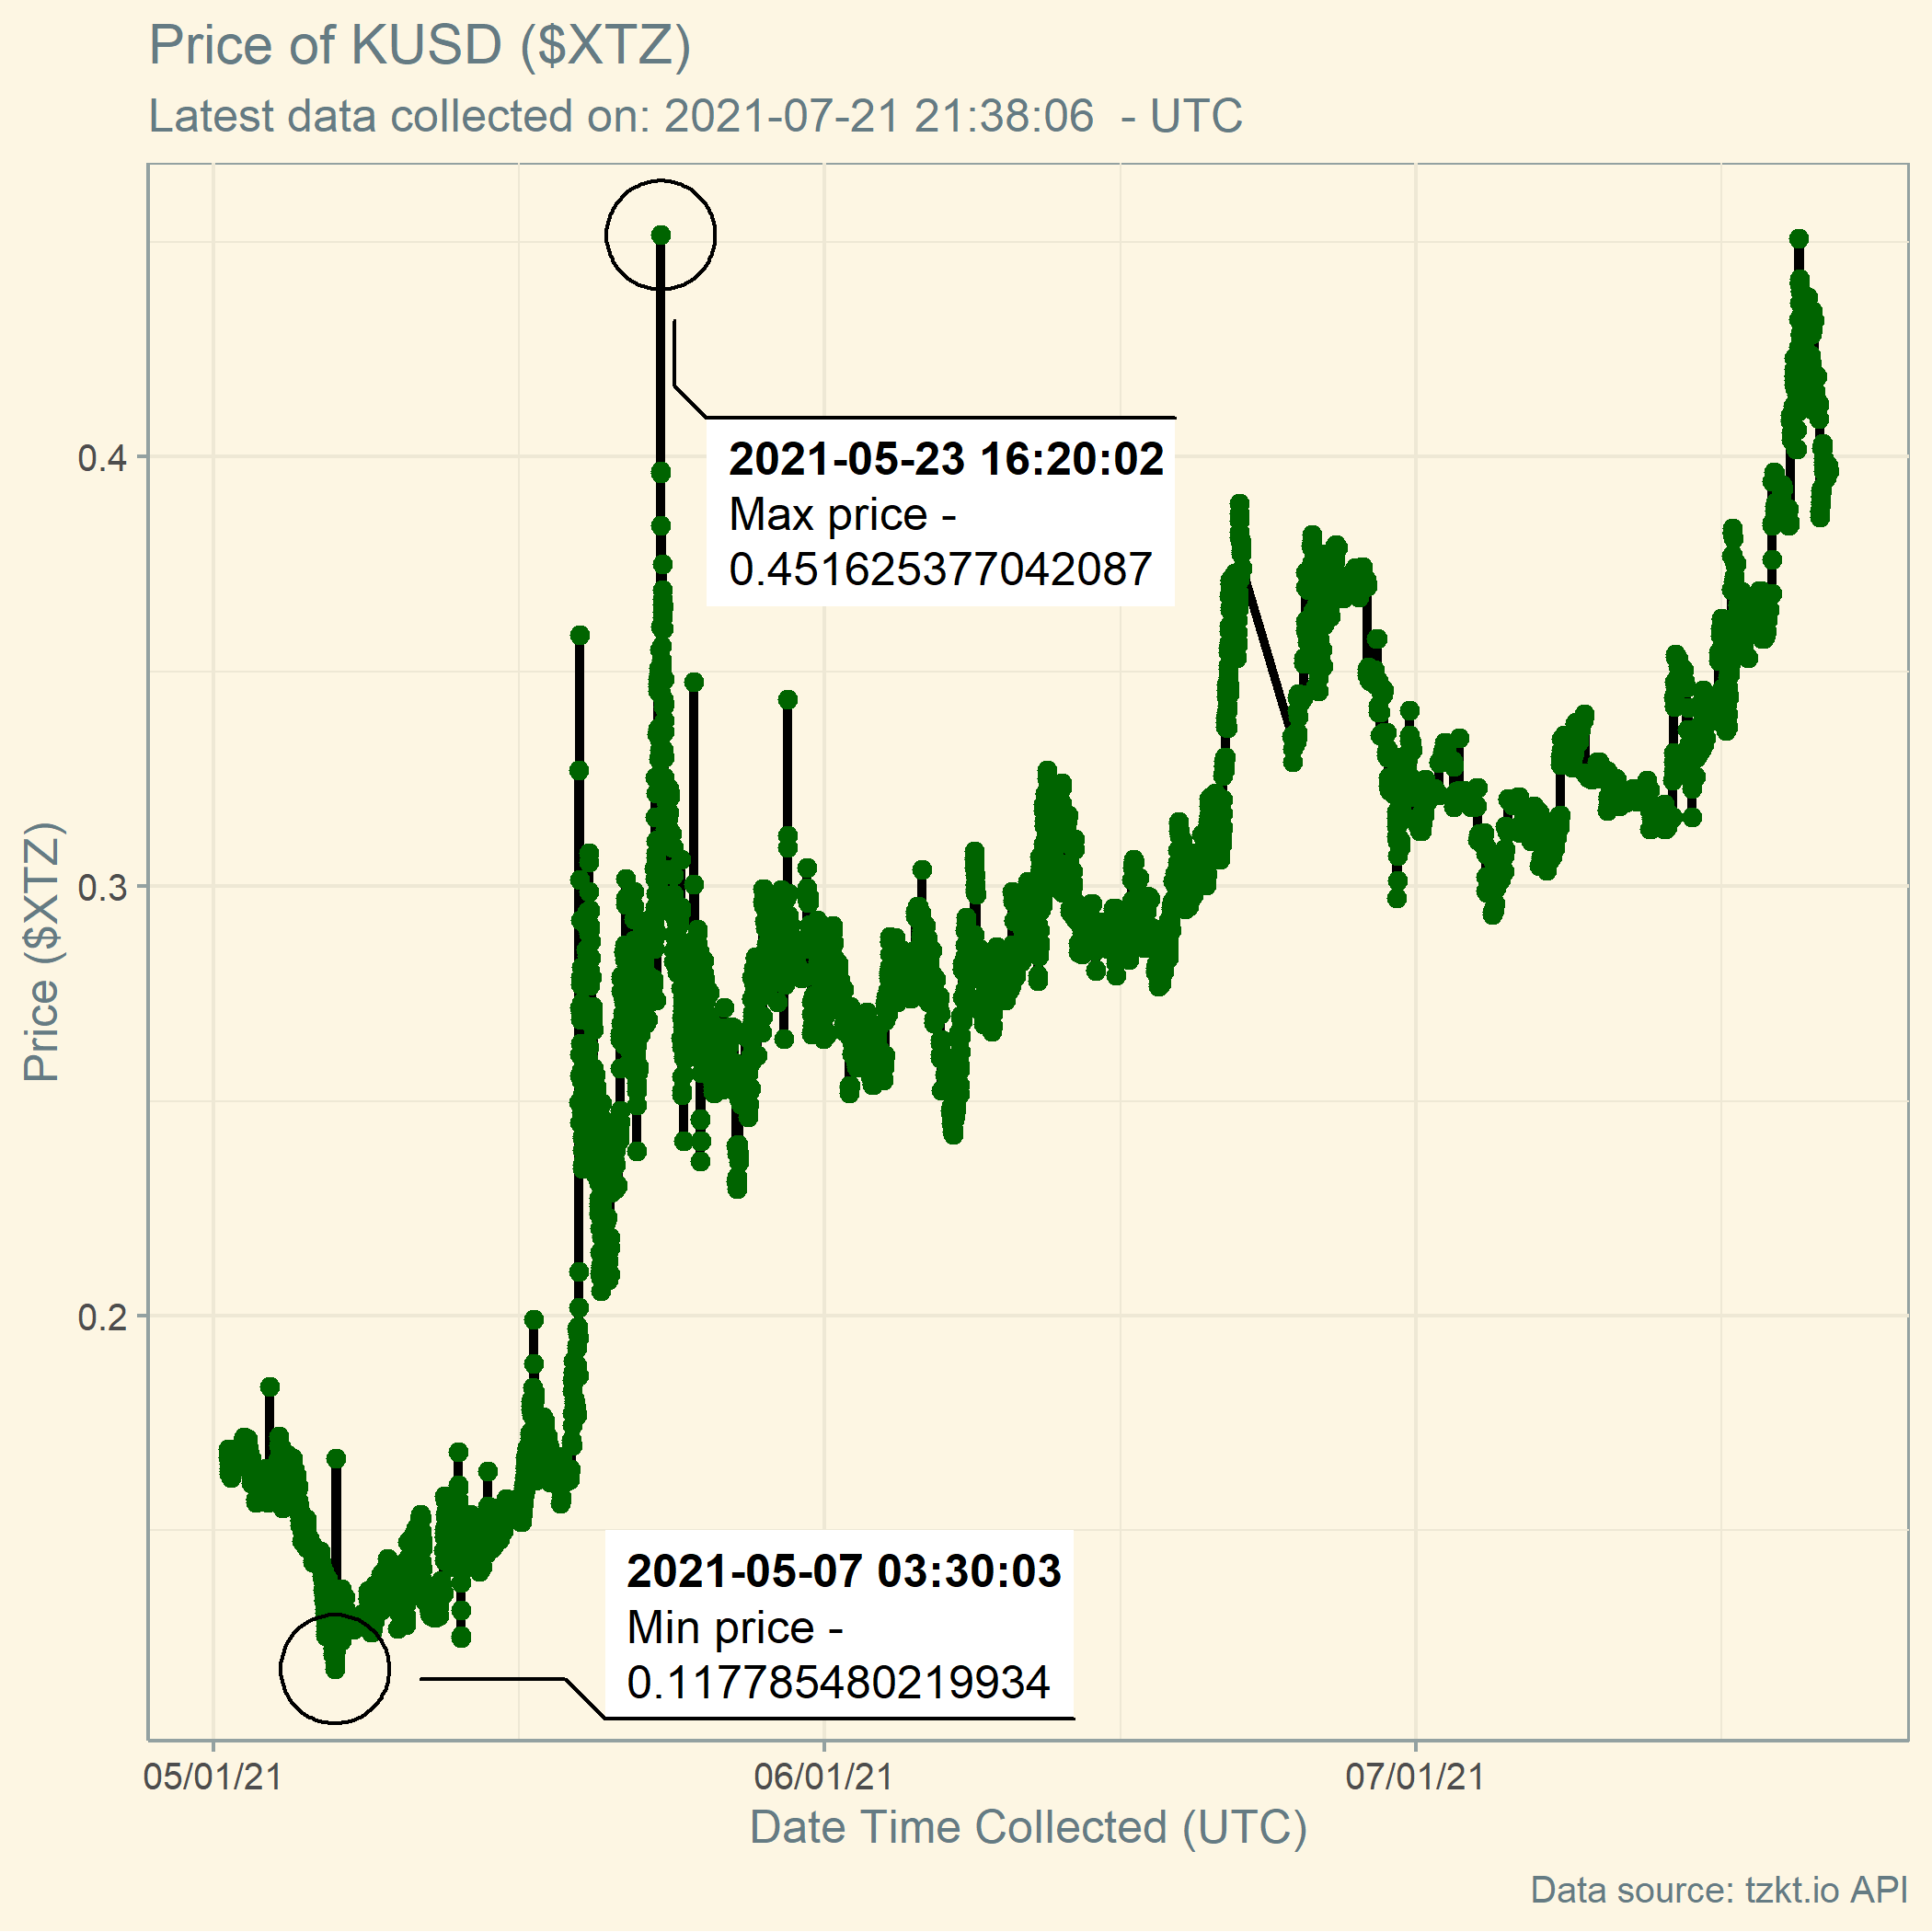 Price of KUSD ($XTZ)
Latest data collected on: 2021-07-21 21:38:06  - UTC
Price ($XTZ)
0.4
0.3
0.2
2021-05-23 16:20:02
Max price -
0.451625377042087
2021-05-07 03:30:03
Min price -
0.117785480219934
05/01/21
06/01/21
07/01/21
Date Time Collected (UTC)
Data source: tzkt.io API